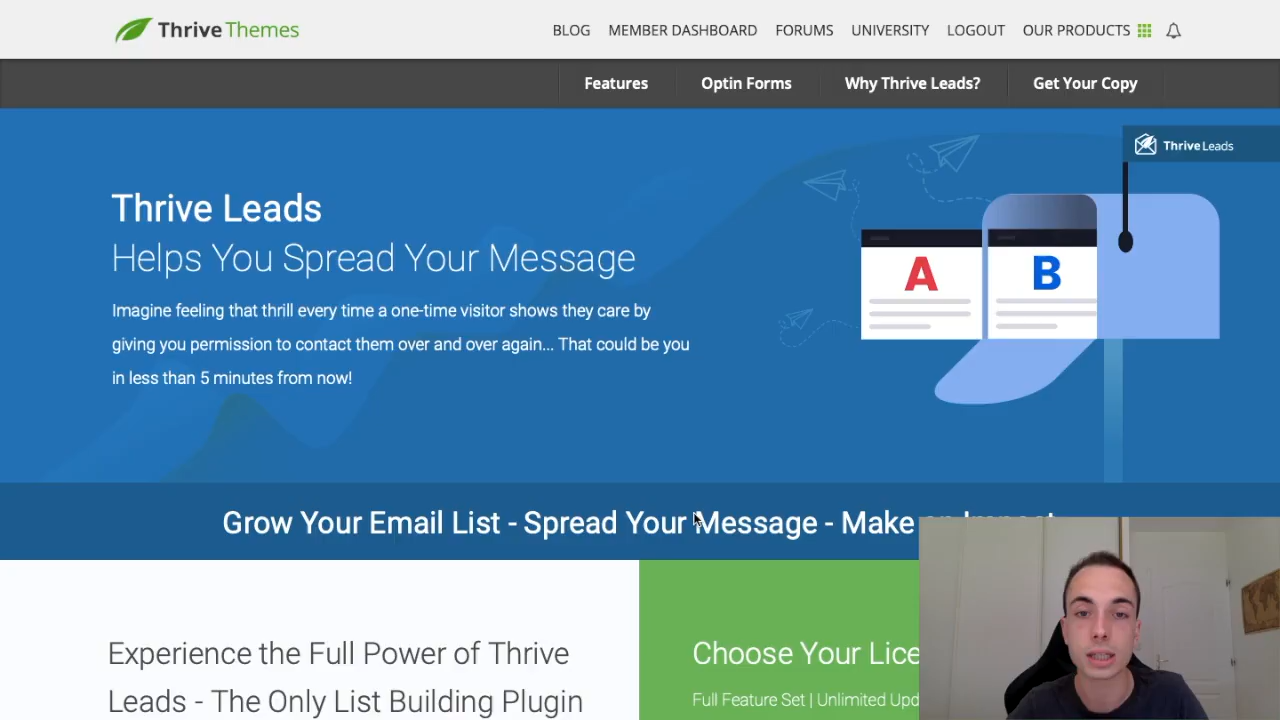 Thrive Themes
BLOG MEMBER DASHBOARD FORUMS UNIVERSITY LOGOUT OUR PRODUCTS
Features Optin Forms Why Thrive Leads? Get Your Copy
Thrive Leads
A B
Thrive Leads
Helps You Spread Your Message
Imagine feeling that thrill every time a one-time visitor shows they care by
giving you permission to contact them over and over again... That could be you
in less than 5 minutes from now!
Grow Your Email List - Spread Your Message - Make
Experience the Full Power of Thrive
Leads - The Only List Building Plugin
Choose Your Lice
Full Feature Set | Unlimited Upd